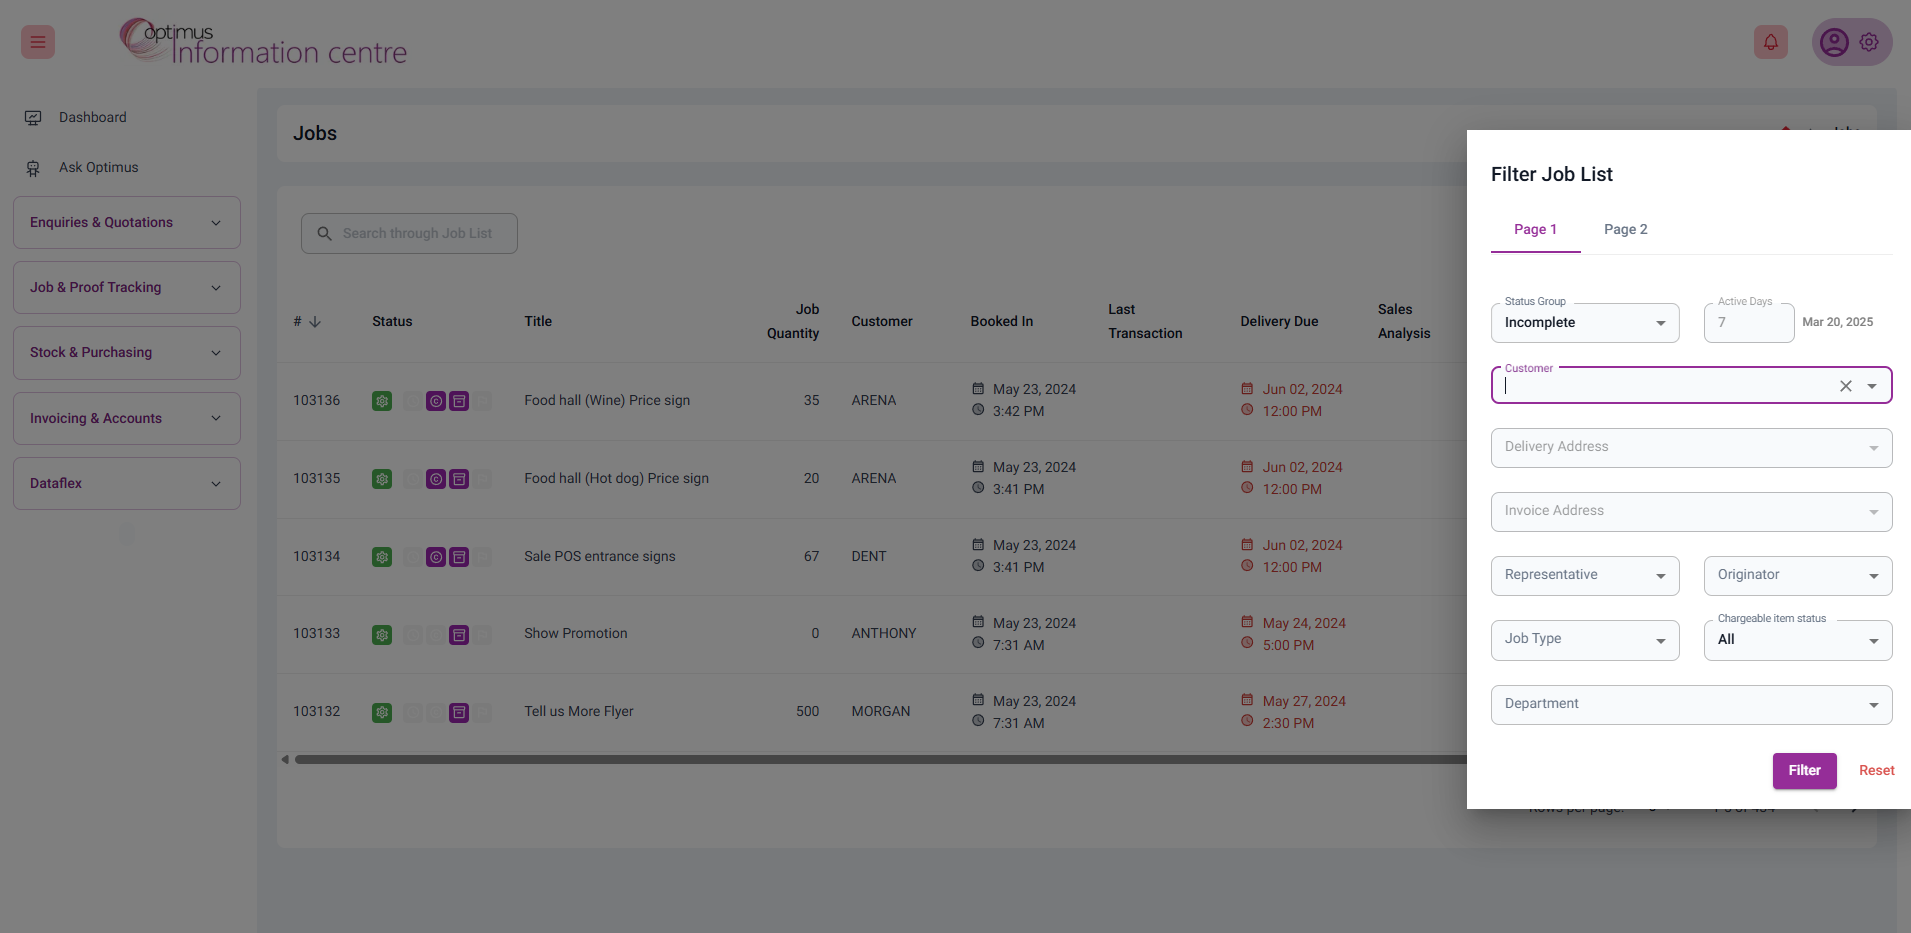 optimus
Information centre
Dashboard
Ask Optimus
Enquiries & Quotations
Job & Proof Tracking
Stock & Purchasing
Invoicing & Accounts
Dataflex
Jobs
Search through Job List
# Status Title Job Quantity Customer Booked In Last Transaction Delivery Due Sales Analysis
103136 Food hall (Wine) Price sign 35 ARENA May 23, 2024 3:42 PM Jun 02, 2024 12:00 PM
103135 Food hall (Hot dog) Price sign 20 ARENA May 23, 2024 3:41 PM Jun 02, 2024 12:00 PM
103134 Sale POS entrance signs 67 DENT May 23, 2024 3:41 PM Jun 02, 2024 12:00 PM
103133 Show Promotion 0 ANTHONY May 23, 2024 7:31 AM May 24, 2024 5:00 PM
103132 Tell us More Flyer 500 MORGAN May 23, 2024 7:31 AM May 27, 2024 2:30 PM
Rows per page:
Filter Job List
Page 1 Page 2
Status Group
Incomplete
Active Days
7
Mar 20, 2025
Customer
Delivery Address
Invoice Address
Representative
Originator
Job Type
Chargeable item status
All
Department
Filter Reset